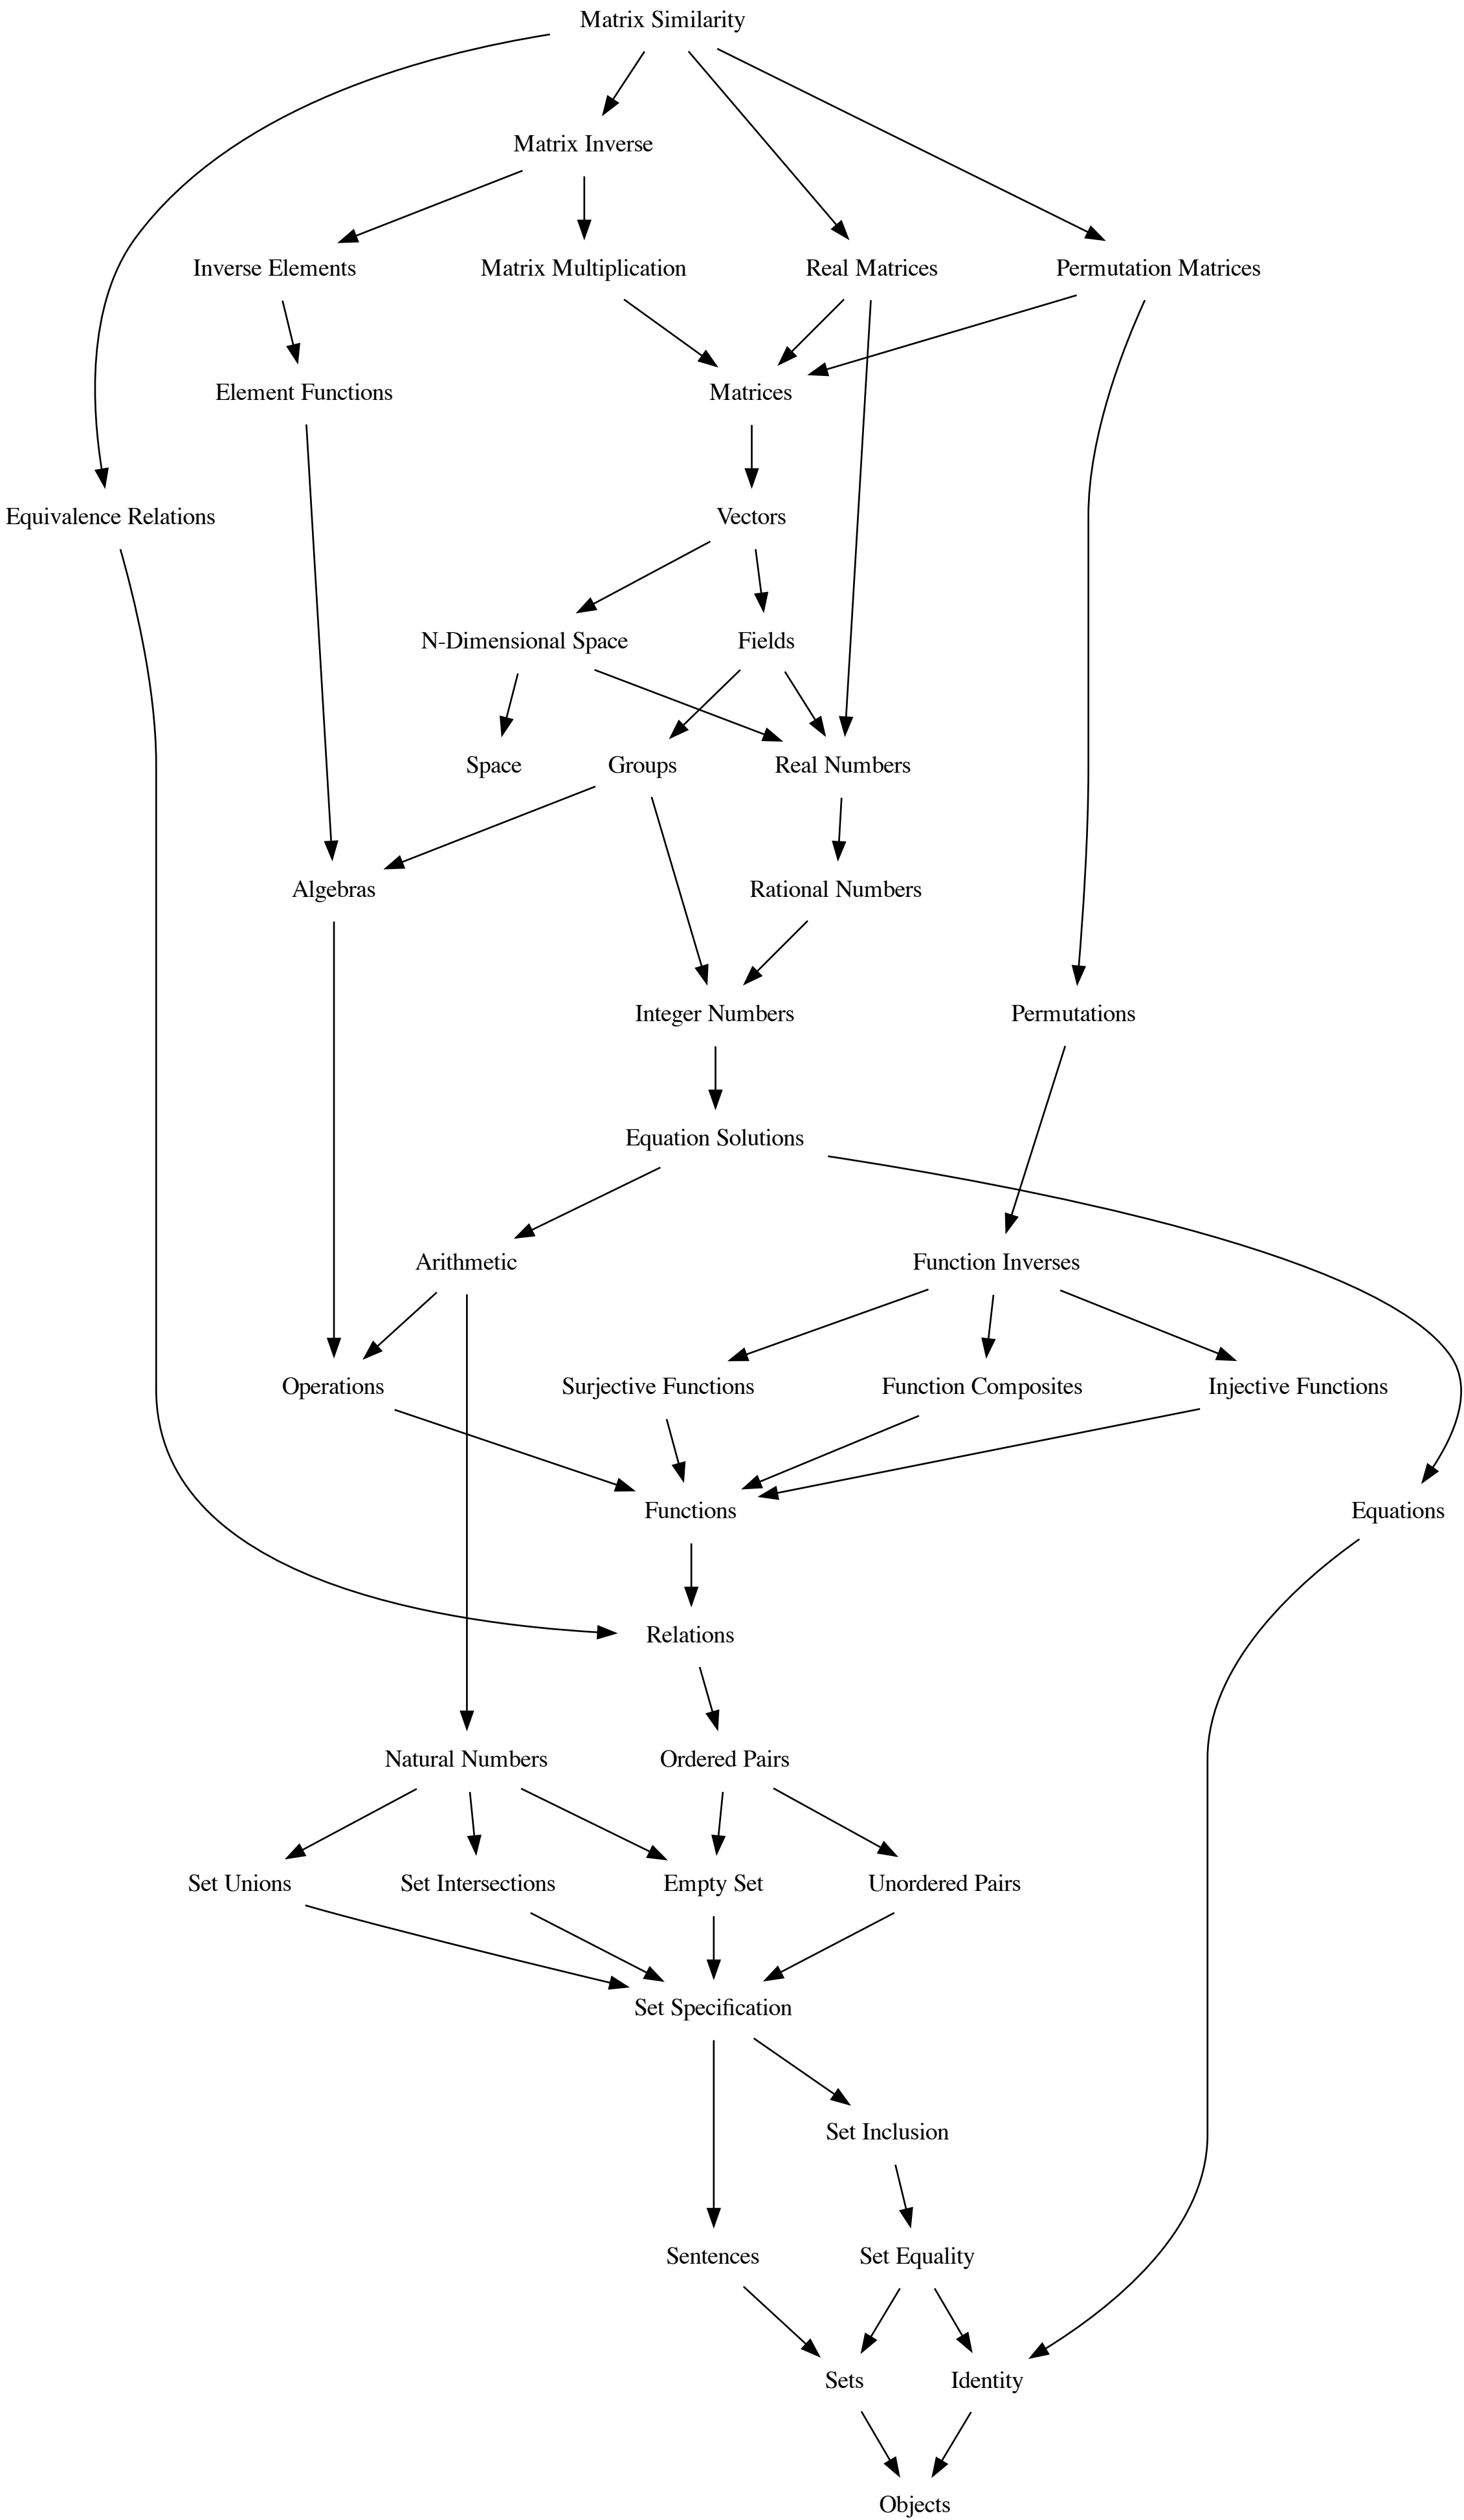 Matrix Similarity
Matrix Inverse
Inverse Elements
Matrix Multiplication
Real Matrices
Permutation Matrices
Element Functions
Matrices
Equivalence Relations
Vectors
N-Dimensional Space
Fields
Space
Groups
Real Numbers
Algebras
Rational Numbers
Integer Numbers
Permutations
Equation Solutions
Arithmetic
Function Inverses
Operations
Surjective Functions
Function Composites
Injective Functions
Functions
Equations
Relations
Natural Numbers
Ordered Pairs
Set Unions
Set Intersections
Empty Set
Unordered Pairs
Set Specification
Set Inclusion
Sentences
Set Equality
Sets
Identity
Objects